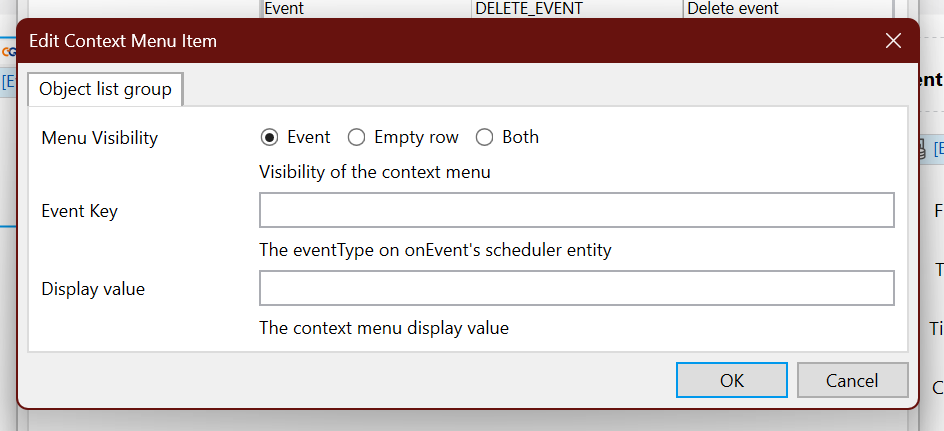 Event DELETE_EVENT Delete event
Edit Context Menu Item
Object list group
Menu Visibility Event Empty row Both
Visibility of the context menu
Event Key
The eventType on onEvent's scheduler entity
Display value
The context menu display value
OK Cancel